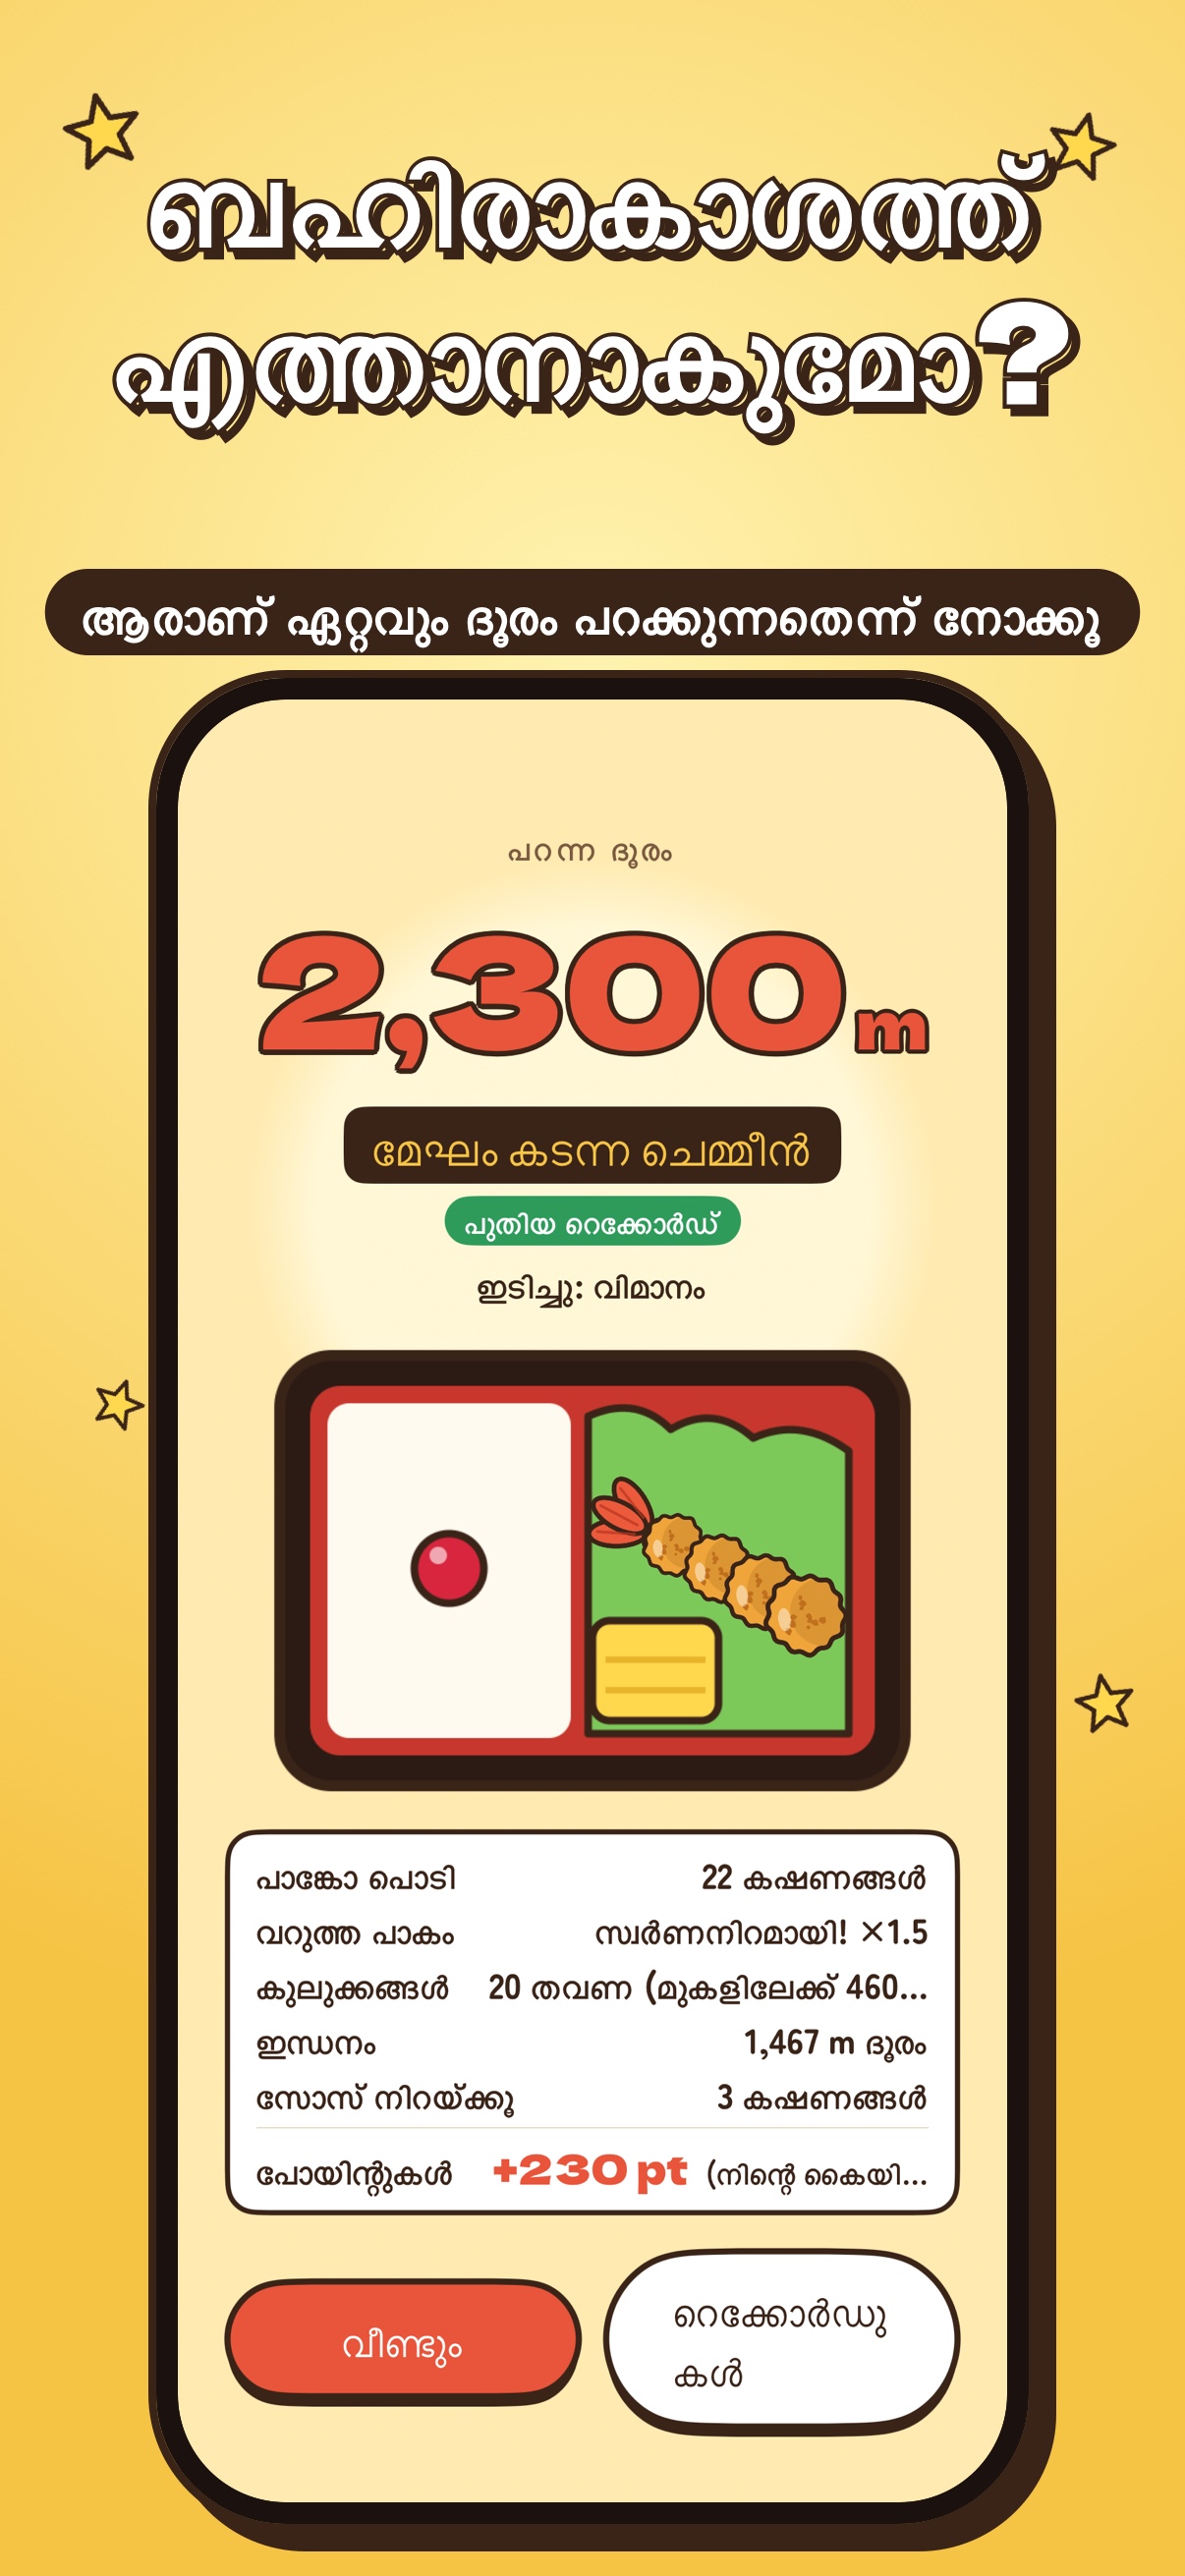 ബഹിരാകാശത്ത്
എത്താനാകുമോ?
ആരാണ് ഏറ്റവും ദൂരം പറക്കുന്നതെന്ന് നോക്കൂ
പറന്ന ദൂരം
2,300 m
മേഘം കടന്ന ചെമ്മീൻ
പുതിയ റെക്കോർഡ്
ഇടിച്ചു: വിമാനം
പാങ്കോ പൊടി 22 കഷണങ്ങൾ
വറുത്ത പാകം സ്വർണനിറമായി! ×1.5
കുലുക്കങ്ങൾ 20 തവണ (മുകളിലേക്ക് 460...
ഇന്ധനം 1,467 m ദൂരം
സോസ് നിറയ്ക്കൂ 3 കഷണങ്ങൾ
പോയിന്റുകൾ +230 pt (നിന്റെ കൈയി...
വീണ്ടും
റെക്കോർഡു
കൾ